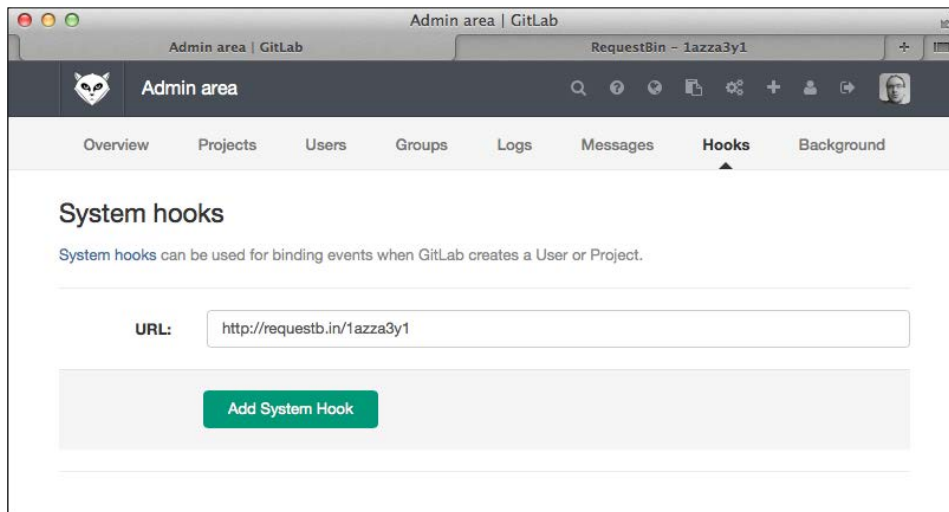 Admin area | GitLab
Admin area | GitLab
RequestBin – 1azza3y1
Admin area
Overview Projects Users Groups Logs Messages Hooks Background
System hooks
System hooks can be used for binding events when GitLab creates a User or Project.
URL: http://requestb.in/1azza3y1
Add System Hook